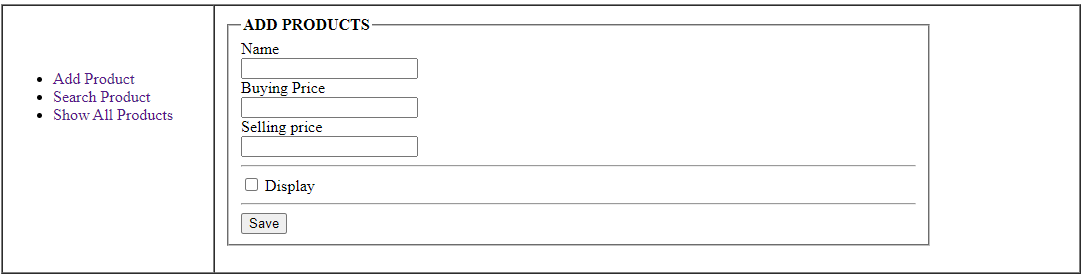 Add Product
Search Product
Show All Products
ADD PRODUCTS
Name
Buying Price
Selling price
Display
Save